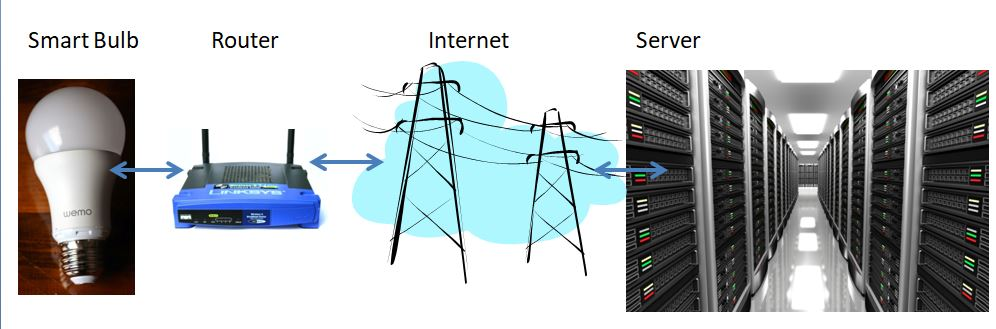 Smart Bulb
Router
Internet
Server
wemo
LINKSYS